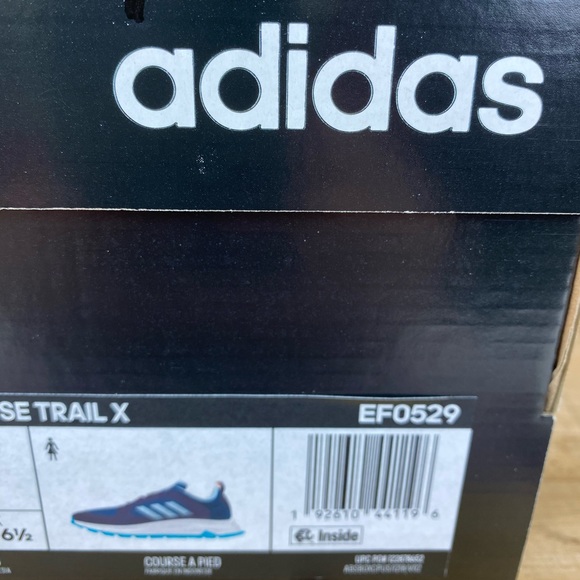 adidas
SE TRAIL X
EF0529
6½
1 92610 44119 6
Inside
COURSE A PIED